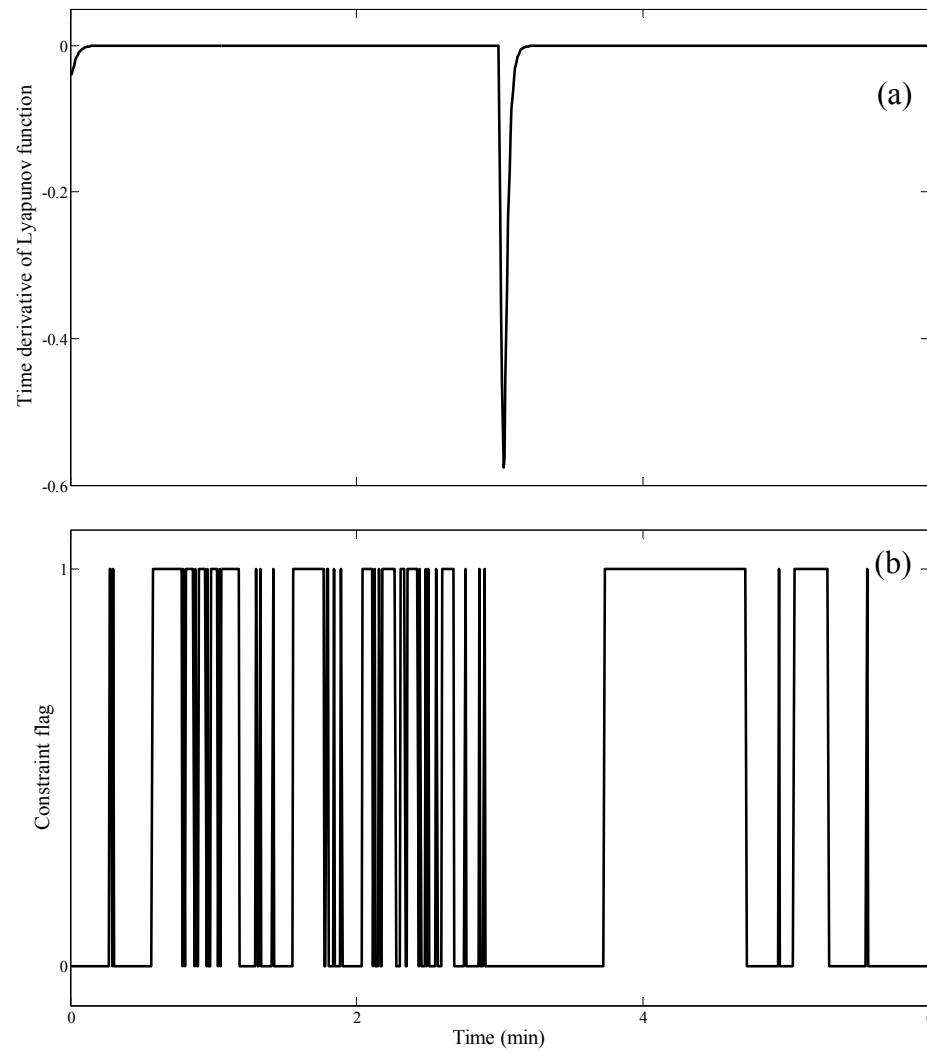 0
(a)
-0.2
Time derivative of Lyapunov function
-0.4
-0.6
1
(b)
Constraint flag
0
0
2
4
6
Time (min)